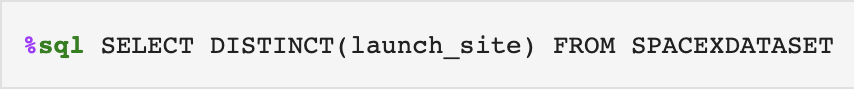 %sql SELECT DISTINCT(launch_site) FROM SPACEXDATASET